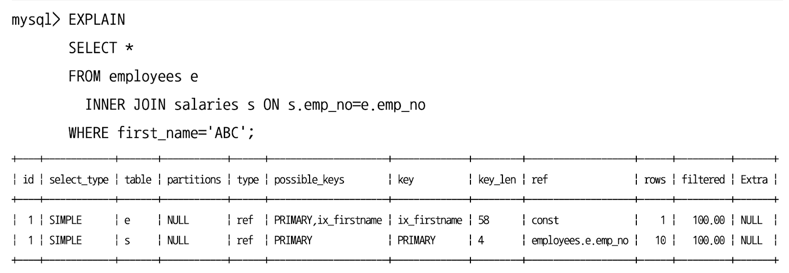 mysql> EXPLAIN
SELECT *
FROM employees e
INNER JOIN salaries s ON s.emp_no=e.emp_no
WHERE first_name='ABC';
| id | select_type | table | partitions | type | possible_keys | key | key_len | ref | rows | filtered | Extra |
| 1 | SIMPLE | e | NULL | ref | PRIMARY,ix_firstname | ix_firstname | 58 | const | 1 | 100.00 | NULL |
| 1 | SIMPLE | s | NULL | ref | PRIMARY | PRIMARY | 4 | employees.e.emp_no | 10 | 100.00 | NULL |